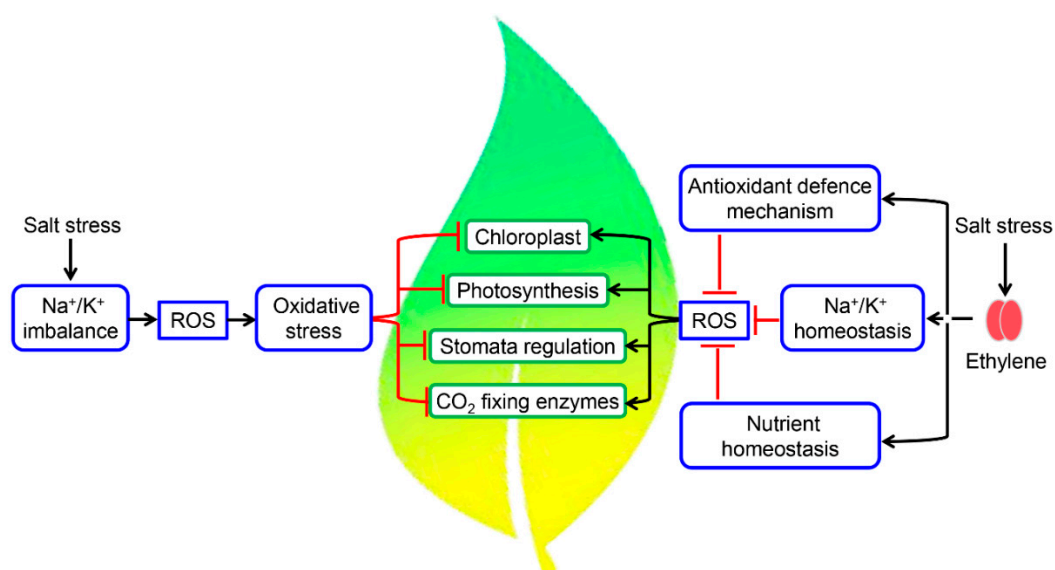 Salt stress
Na⁺/K⁺
imbalance
ROS
Oxidative
stress
Chloroplast
Photosynthesis
Stomata regulation
CO₂ fixing enzymes
Antioxidant defence
mechanism
ROS
Na⁺/K⁺
homeostasis
Nutrient
homeostasis
Salt stress
Ethylene